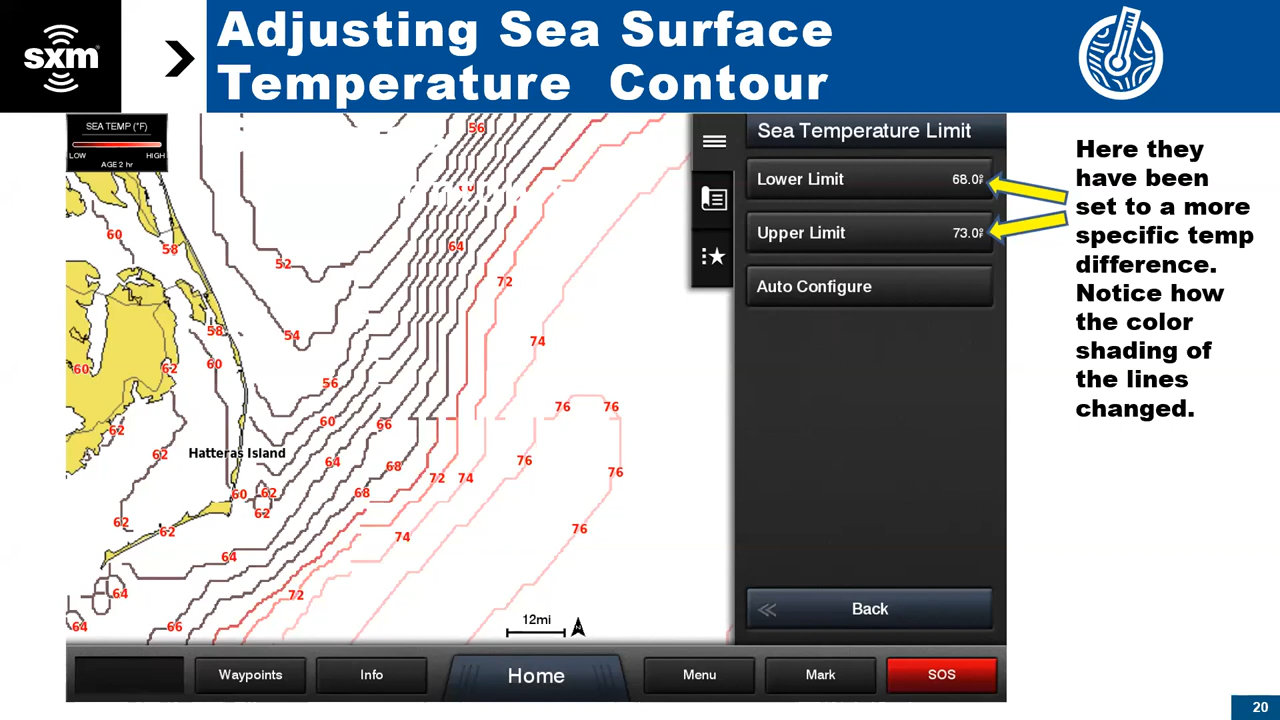 sxm
Adjusting Sea Surface
Temperature Contour
SEA TEMP (°F)
LOW HIGH
AGE 2 hr
56
64
60
58
52
72
58
54
74
60
60
62
56
76
76
60
66
62
62
Hatteras Island
64
68
76
76
72
74
60
62
68
62
62
62
76
74
64
64
72
64
66
12mi
N
Sea Temperature Limit
Lower Limit 68.0°F
Upper Limit 73.0°F
Auto Configure
Back
Waypoints
Info
Home
Menu
Mark
SOS
Here they
have been
set to a more
specific temp
difference.
Notice how
the color
shading of
the lines
changed.
20